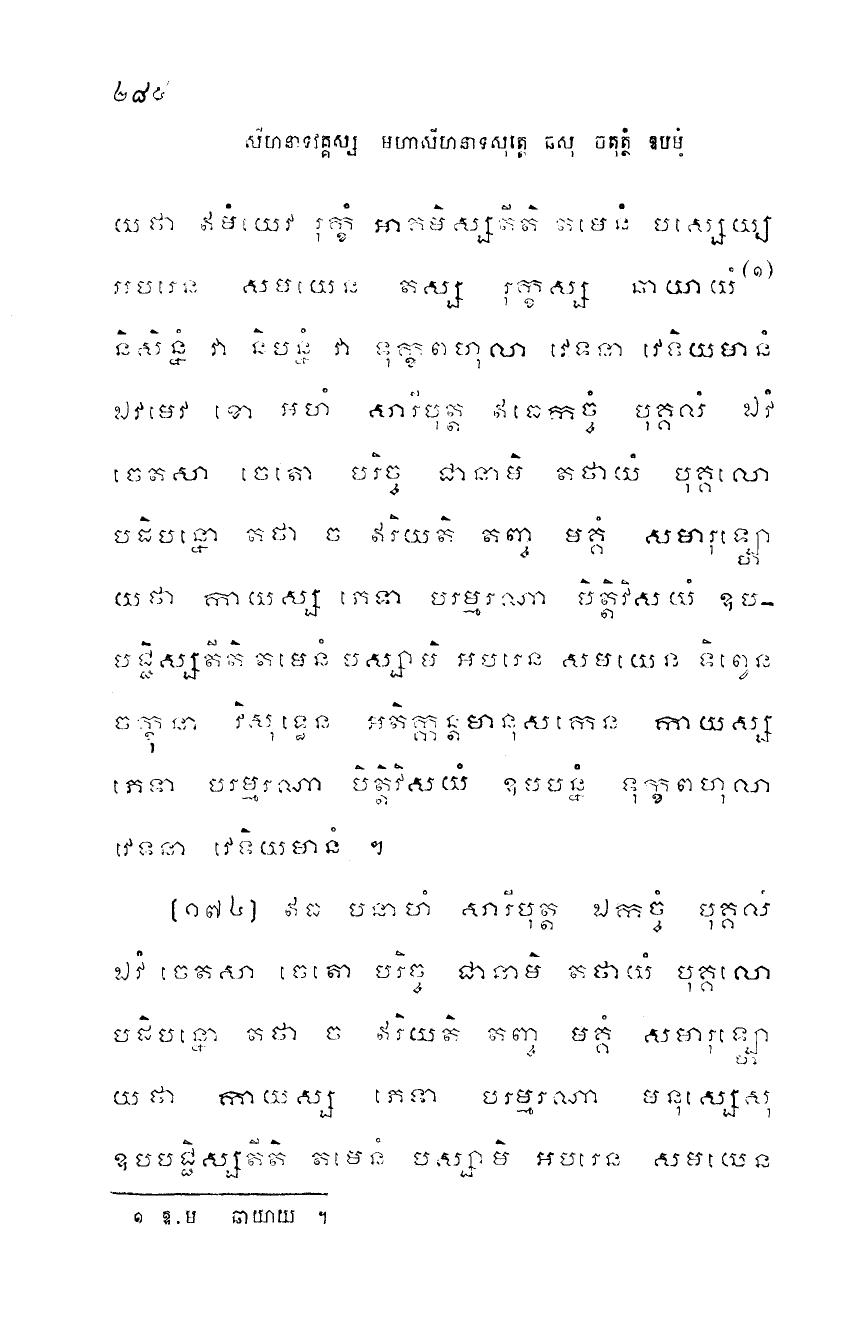 ២៨៤
សីហនាទវគ្គស្ស មហាសីហនាទសុត្តេ ធសុ ចតុត្ថំ ឧបមំ
យថា ឥមំយេវ រុក្ខំ អាគមិស្សតីតិ តមេនំ បស្សេយ្យ
អបរេន សមយេន តស្ស រុក្ខស្ស ឆាយាយំ(១)
និសិន្នំ វា និបន្នំ វា ទុក្ខពហុលា វេទនា វេទិយមានំ
ឯវមេវ ខោ អហំ សារីបុត្ត ឥធេកច្ចំ បុគ្គលំ ឯវំ
ចេតសា ចេតោ បរិច្ច ជានាមិ តថាយំ បុគ្គលោ
បដិបន្នោ តថា ច ឥរិយតិ តញ្ច មគ្គំ សមារុឡ្ហោ
យថា កាយស្ស ភេទា បរម្មរណា បិត្តិវិសយំ ឧប-
បជ្ជិស្សតីតិ តមេនំ បស្សាមិ អបរេន សមយេន ទិព្វេន
ចក្ខុនា វិសុទ្ធេន អតិក្កន្តមានុសកេន កាយស្ស
ភេទា បរម្មរណា បិត្តិវិសយំ ឧបបន្នំ ទុក្ខពហុលា
វេទនា វេទិយមានំ ។
[១៧៤] ឥធ បនាហំ សារីបុត្ត ឯកច្ចំ បុគ្គលំ
ឯវំ ចេតសា ចេតោ បរិច្ច ជានាមិ តថាយំ បុគ្គលោ
បដិបន្នោ តថា ច ឥរិយតិ តញ្ច មគ្គំ សមារុឡ្ហោ
យថា កាយស្ស ភេទា បរម្មរណា មនុស្សេសុ
ឧបបជ្ជិស្សតីតិ តមេនំ បស្សាមិ អបរេន សមយេន
១ ឱ.ម ឆាយាយ ។